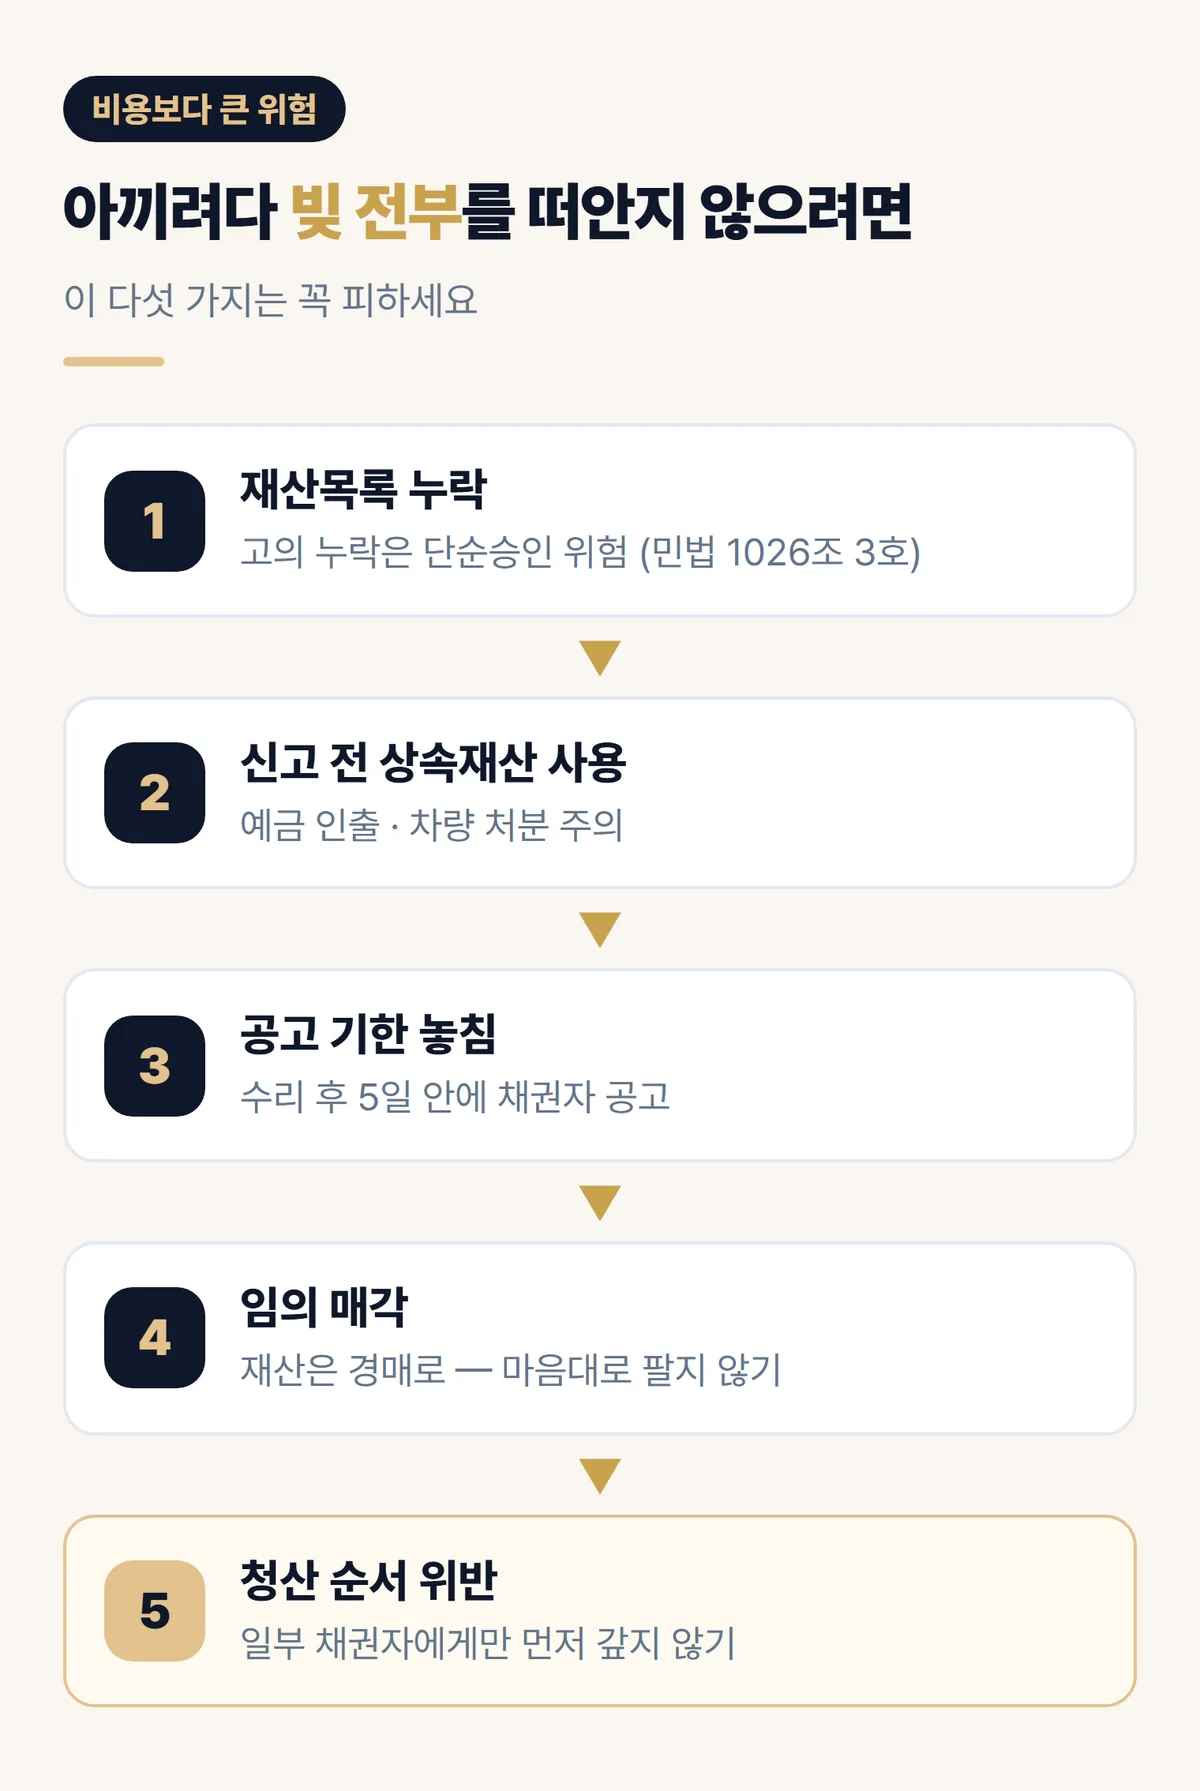 비용보다 큰 위험
아끼려다 빚 전부를 떠안지 않으려면
이 다섯 가지는 꼭 피하세요
1
재산목록 누락
고의 누락은 단순승인 위험 (민법 1026조 3호)
2
신고 전 상속재산 사용
예금 인출 · 차량 처분 주의
3
공고 기한 놓침
수리 후 5일 안에 채권자 공고
4
임의 매각
재산은 경매로 — 마음대로 팔지 않기
5
청산 순서 위반
일부 채권자에게만 먼저 갚지 않기